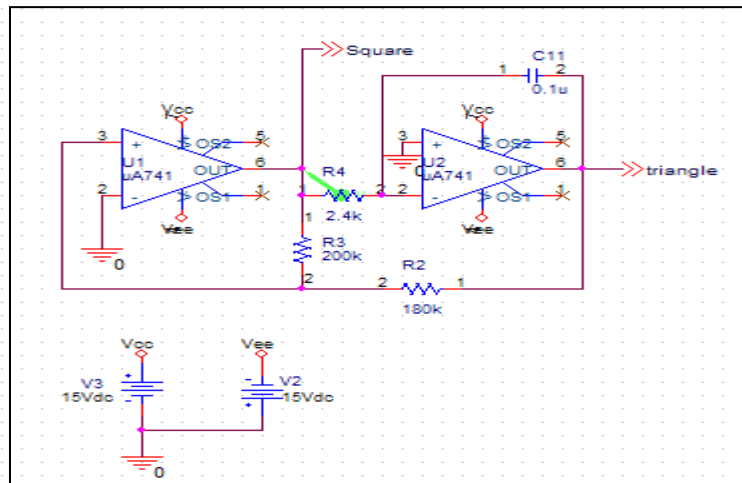 Square
C11
1 2
0.1u
Vcc
Vcc
3 + OS2 5
3 + OS2 5
U1
uA741
OUT 6
R4
0
U2
uA741
OUT 6
triangle
2 - OS1 1
1 2
2.4k
2 - OS1 1
Vee
Vee
0
1
R3
200k
2
R2
2 1
180k
Vcc
Vee
V3
15Vdc
+
-
-
V2
15Vdc
+
0